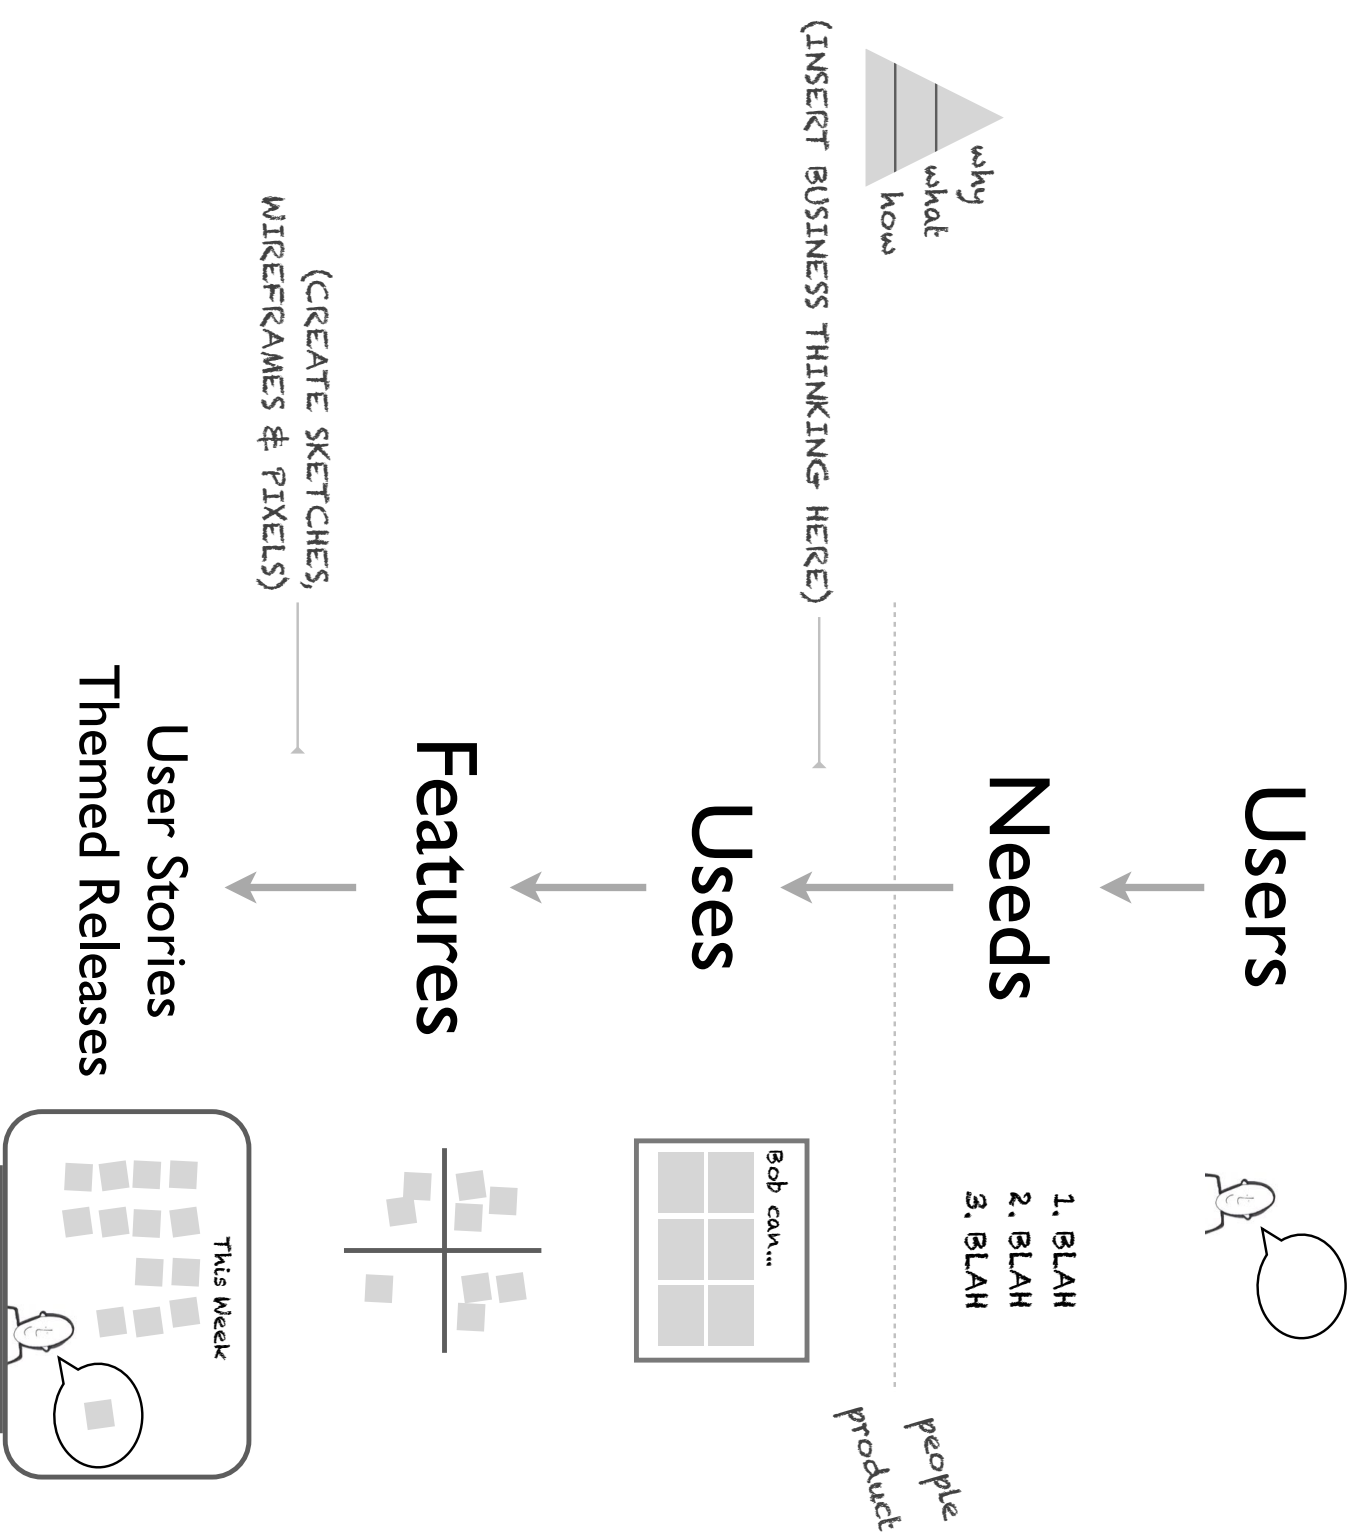 Users
1. BLAH
2. BLAH
3. BLAH
Needs
why
what
how
people
product
(INSERT BUSINESS THINKING HERE)
Uses
Bob can...
Features
(CREATE SKETCHES,
WIREFRAMES & PIXELS)
User Stories
Themed Releases
This Week